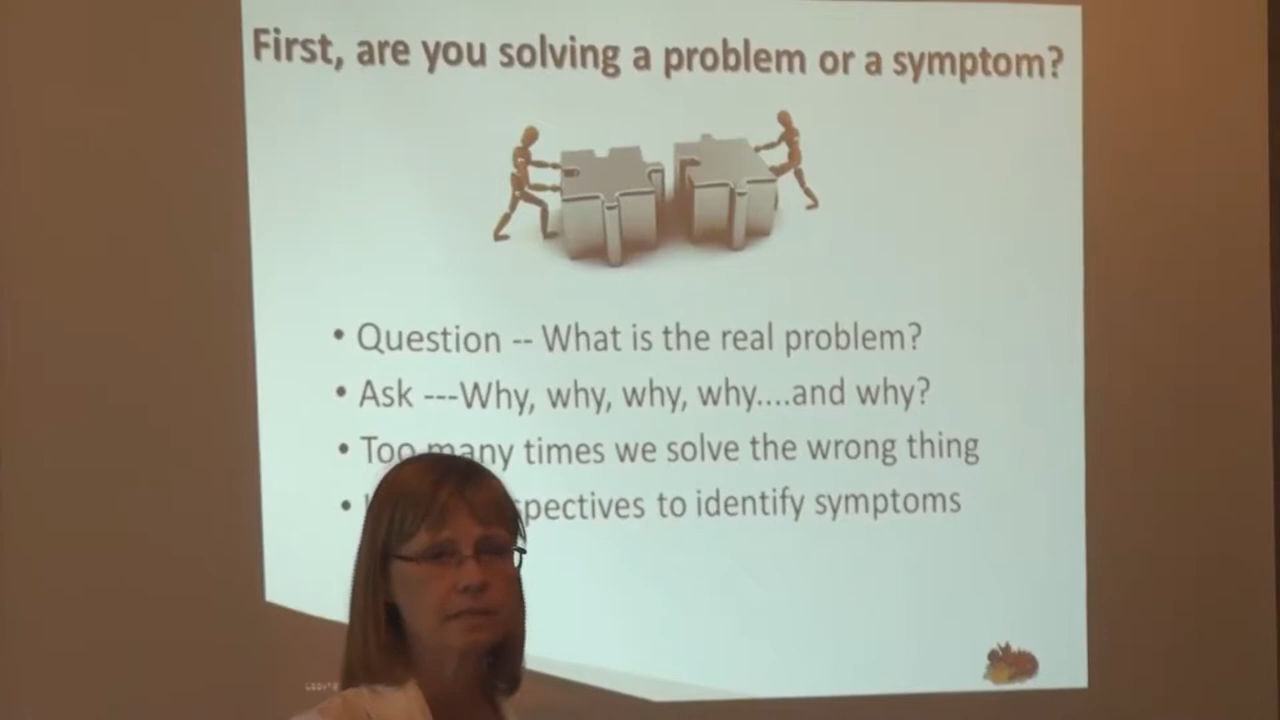 First, are you solving a problem or a symptom?
• Question -- What is the real problem?
• Ask ---Why, why, why, why....and why?
• Too many times we solve the wrong thing
• spectives to identify symptoms